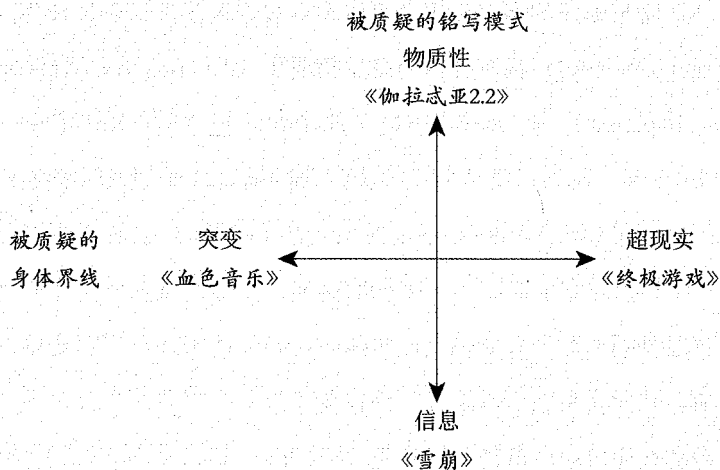 被质疑的铭写模式
物质性
《伽拉忒亚2.2》
被质疑的
身体界线
突变
《血色音乐》
超现实
《终极游戏》
信息
《雪崩》